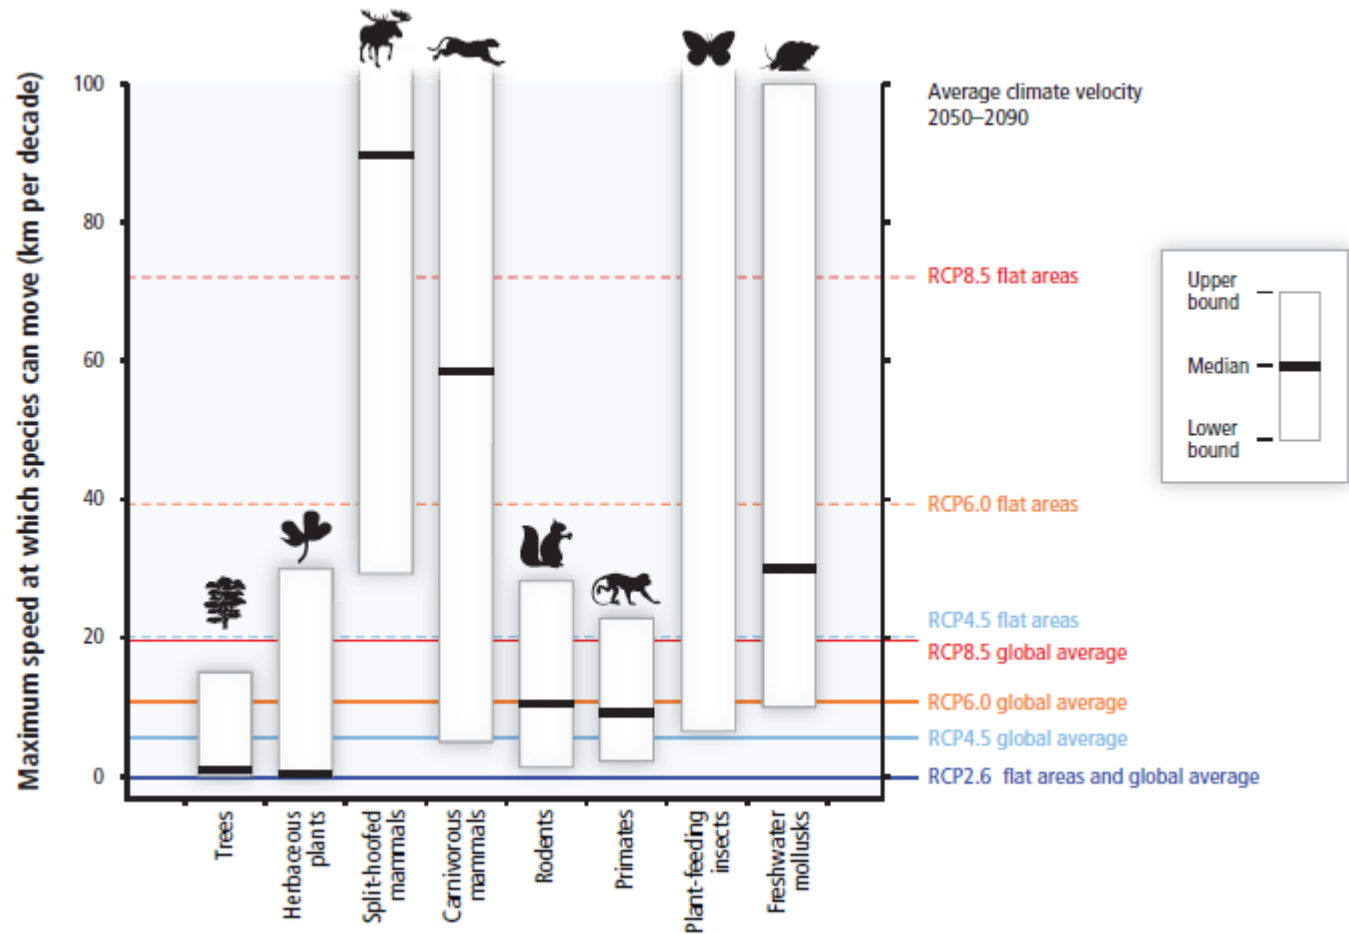 Maximum speed at which species can move (km per decade)
100
80
60
40
20
0
Average climate velocity
2050–2090
RCP8.5 flat areas
RCP6.0 flat areas
RCP4.5 flat areas
RCP8.5 global average
RCP6.0 global average
RCP4.5 global average
RCP2.6 flat areas and global average
Upper
bound
Median
Lower
bound
Trees
Herbaceous
plants
Split-hoofed
mammals
Carnivorous
mammals
Rodents
Primates
Plant-feeding
insects
Freshwater
mollusks